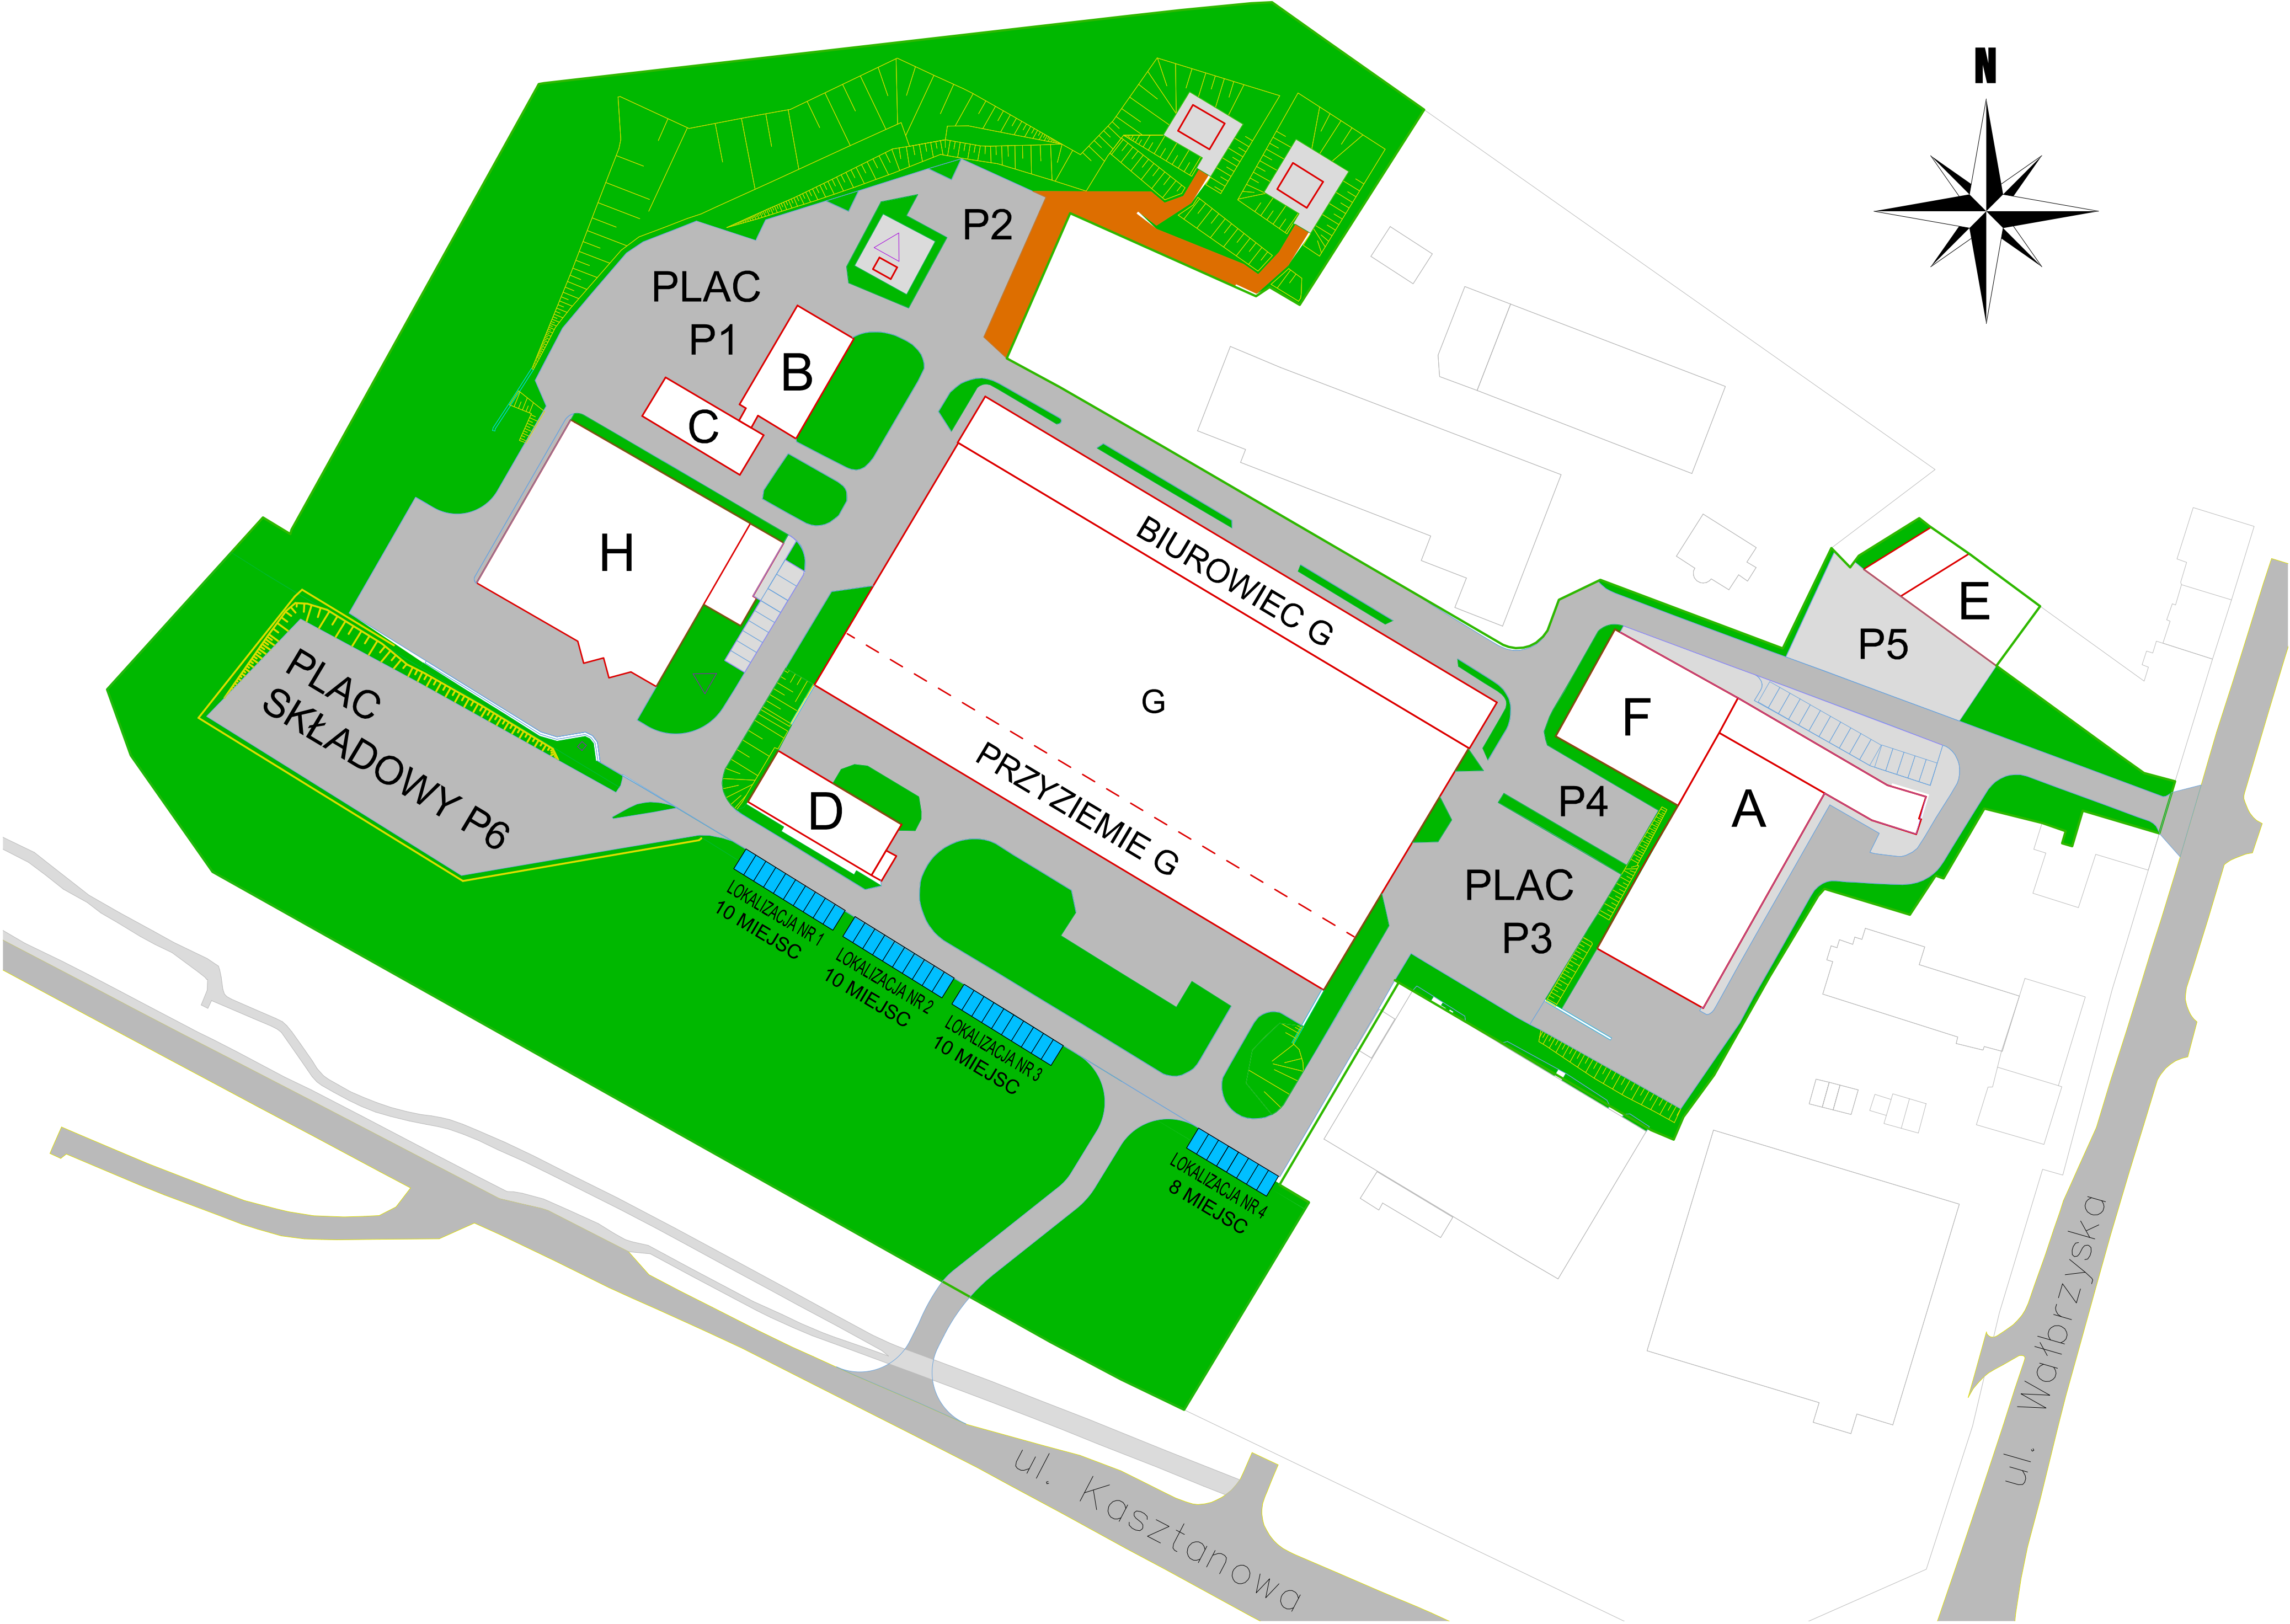 N
P2
PLAC
P1
B
C
H
BIUROWIEC G
G
PRZYZIEMIE G
E
P5
F
A
P4
PLAC
P3
PLAC
SKŁADOWY P6
D
LOKALIZACJA NR 1
10 MIEJSC
LOKALIZACJA NR 2
10 MIEJSC
LOKALIZACJA NR 3
10 MIEJSC
LOKALIZACJA NR 4
8 MIEJSC
ul. Kasztanowa
ul. Wałbrzyska